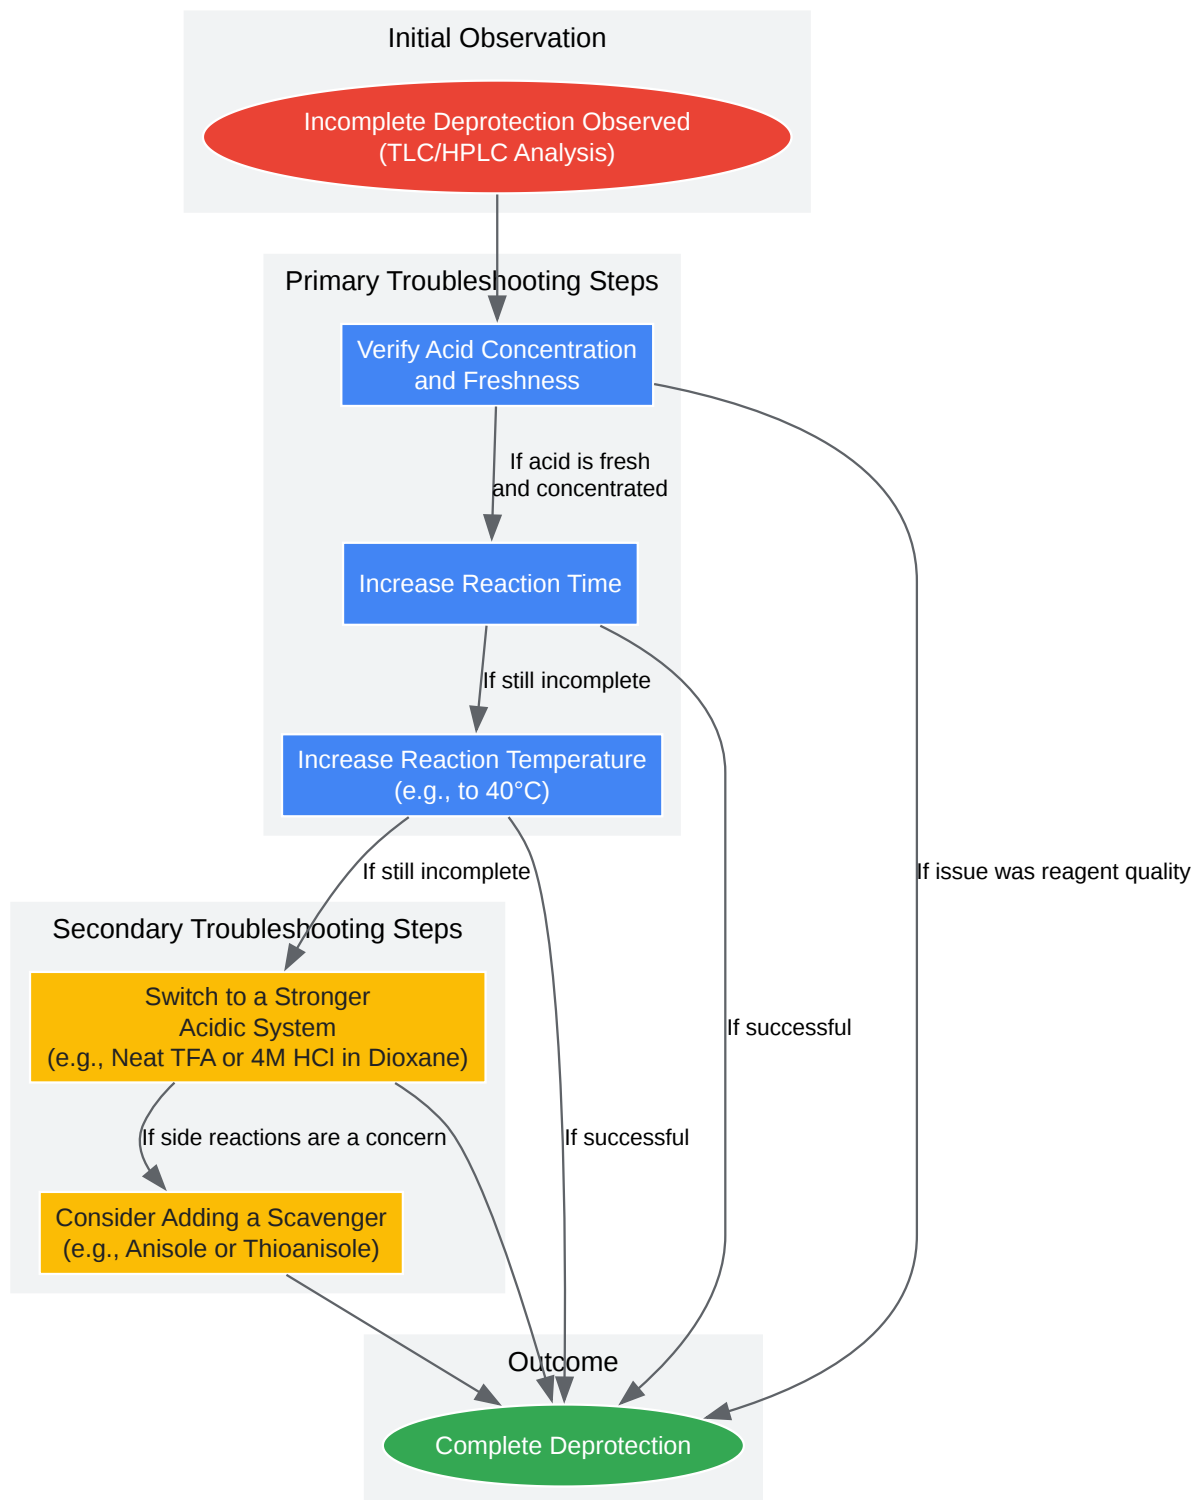 Initial Observation
Incomplete Deprotection Observed
(TLC/HPLC Analysis)
Primary Troubleshooting Steps
Verify Acid Concentration
and Freshness
If acid is fresh
and concentrated
Increase Reaction Time
If still incomplete
Increase Reaction Temperature
(e.g., to 40°C)
If still incomplete
If issue was reagent quality
Secondary Troubleshooting Steps
Switch to a Stronger
Acidic System
(e.g., Neat TFA or 4M HCl in Dioxane)
If successful
If side reactions are a concern
If successful
Consider Adding a Scavenger
(e.g., Anisole or Thioanisole)
Outcome
Complete Deprotection